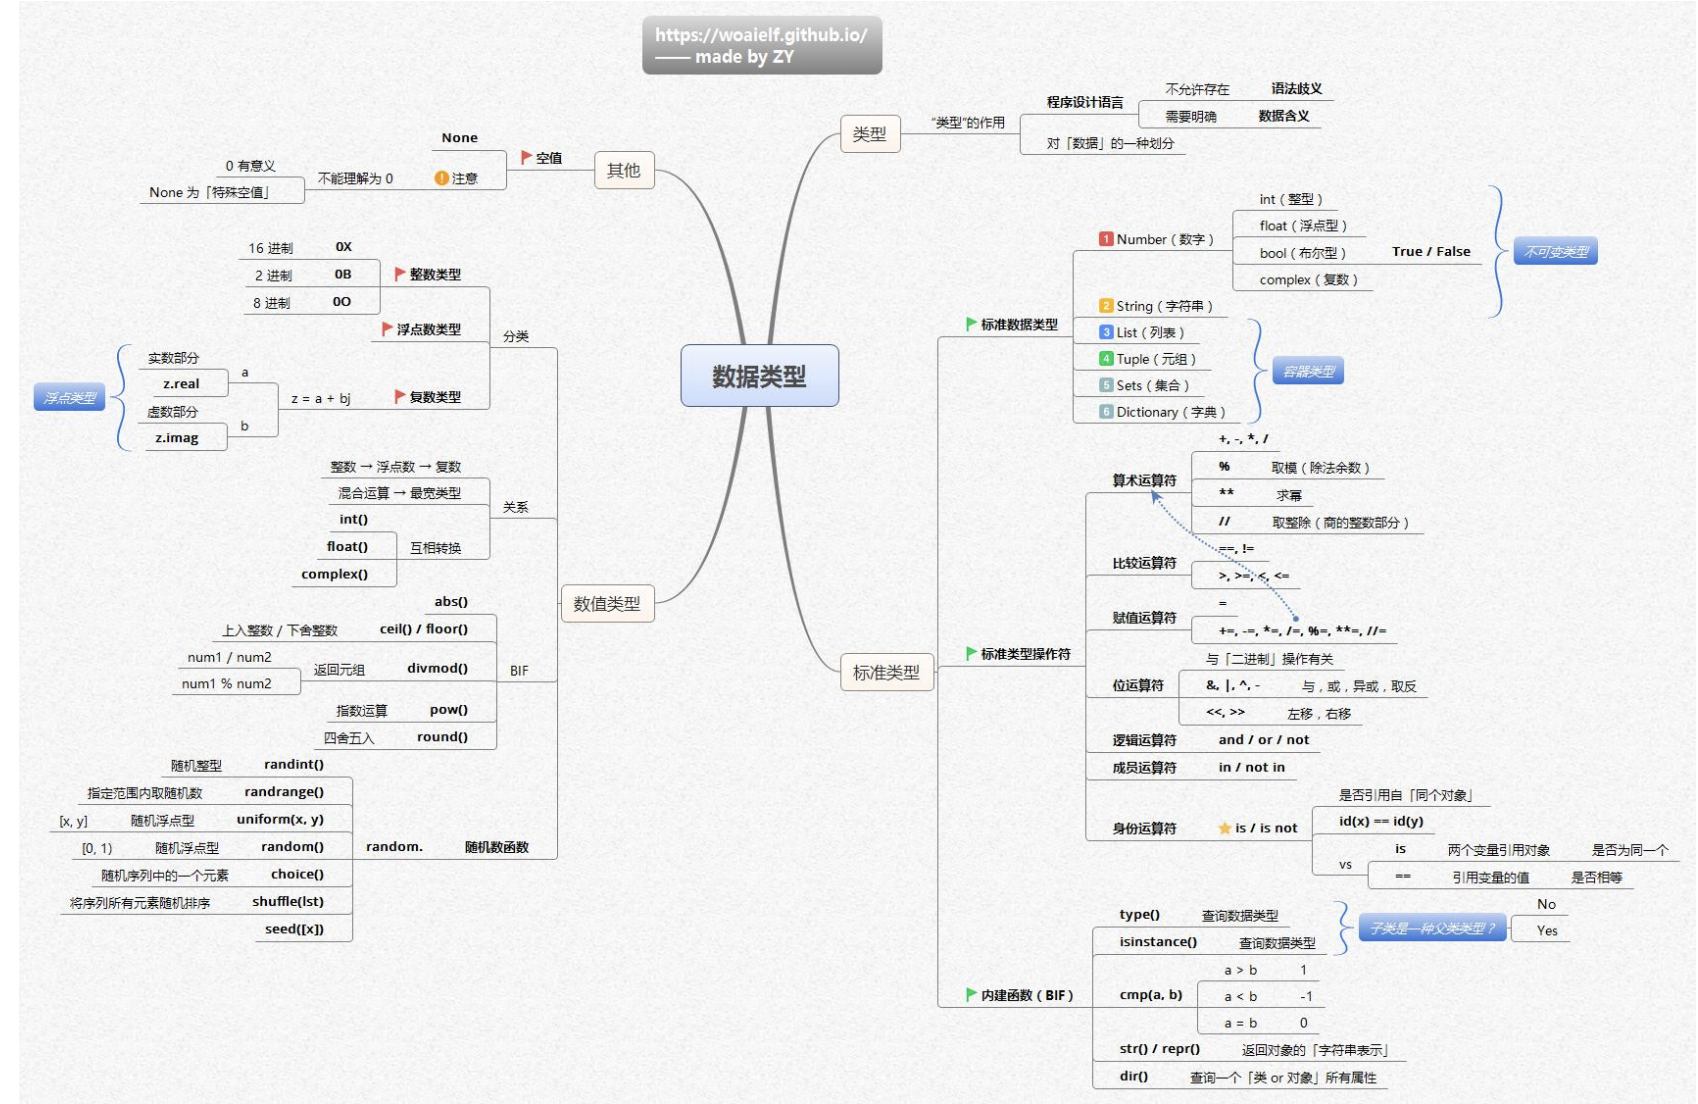 https://woaielf.github.io/
—— made by ZY
数据类型
类型
“类型”的作用
程序设计语言
不允许存在 语法歧义
需要明确 数据含义
对「数据」的一种划分
其他
空值
None
注意
不能理解为 0
0 有意义
None 为「特殊空值」
数值类型
分类
整数类型
16 进制 0X
2 进制 0B
8 进制 0O
浮点数类型
复数类型
z = a + bj
a
实数部分
z.real
b
虚数部分
z.imag
浮点类型
关系
整数 → 浮点数 → 复数
混合运算 → 最宽类型
互相转换
int()
float()
complex()
BIF
abs()
上入整数 / 下舍整数 ceil() / floor()
返回元组 divmod()
num1 / num2
num1 % num2
指数运算 pow()
四舍五入 round()
random. 随机数函数
随机整型 randint()
指定范围内取随机数 randrange()
[x, y] 随机浮点型 uniform(x, y)
[0, 1) 随机浮点型 random()
随机序列中的一个元素 choice()
将序列所有元素随机排序 shuffle(lst)
seed([x])
标准类型
标准数据类型
1 Number（数字）
int（整型）
float（浮点型）
bool（布尔型） True / False
complex（复数）
2 String（字符串）
不可变类型
3 List（列表）
4 Tuple（元组）
5 Sets（集合）
6 Dictionary（字典）
容器类型
标准类型操作符
算术运算符
+, -, *, /
% 取模（除法余数）
** 求幂
// 取整除（商的整数部分）
比较运算符
==, !=
>, >=, <, <=
赋值运算符
=
+=, -=, *=, /=, %=, **=, //=
位运算符
与「二进制」操作有关
&, |, ^, - 与，或，异或，取反
<<, >> 左移，右移
逻辑运算符 and / or / not
成员运算符 in / not in
身份运算符 is / is not
是否引用自「同个对象」
id(x) == id(y)
vs
is 两个变量引用对象 是否为同一个
== 引用变量的值 是否相等
内建函数（BIF）
type() 查询数据类型
isinstance() 查询数据类型
子类是一种父类类型？
No
Yes
cmp(a, b)
a > b 1
a < b -1
a = b 0
str() / repr() 返回对象的「字符串表示」
dir() 查询一个「类 or 对象」所有属性